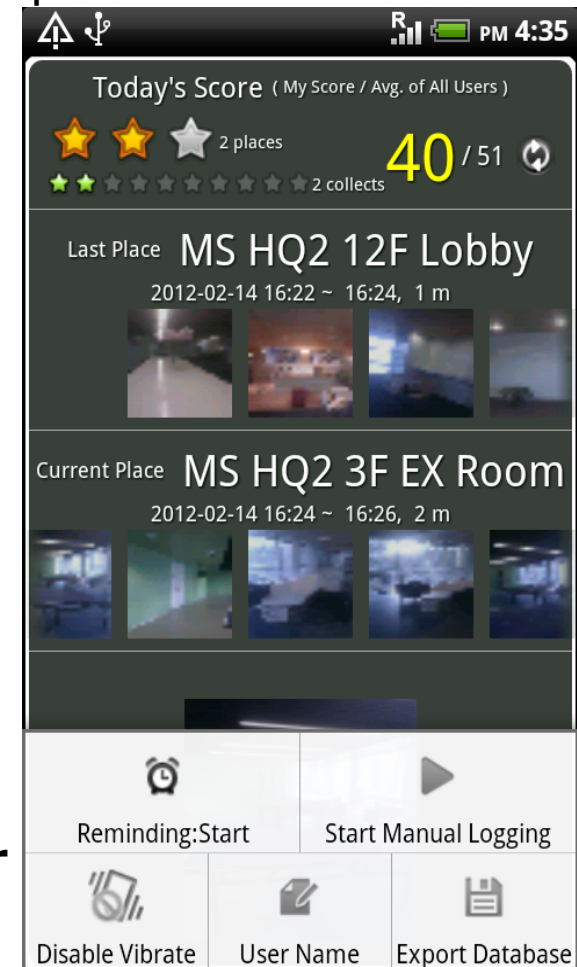 R PM 4:35
Today's Score ( My Score / Avg. of All Users )
2 places
40 / 51
2 collects
Last Place MS HQ2 12F Lobby
2012-02-14 16:22 ~ 16:24, 1 m
Current Place MS HQ2 3F EX Room
2012-02-14 16:24 ~ 16:26, 2 m
Reminding:Start Start Manual Logging
Disable Vibrate User Name Export Database